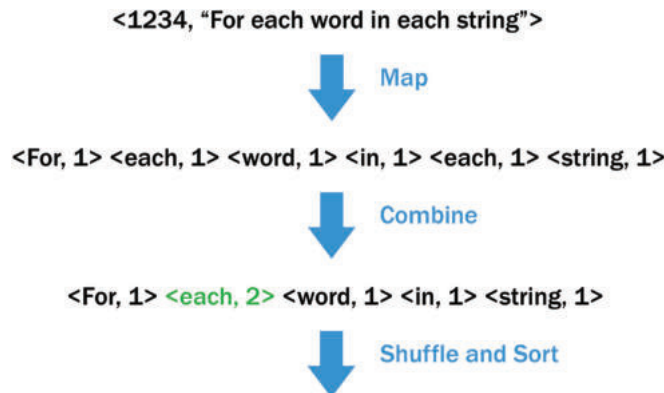 <1234, “For each word in each string”>
Map
<For, 1> <each, 1> <word, 1> <in, 1> <each, 1> <string, 1>
Combine
<For, 1> <each, 2> <word, 1> <in, 1> <string, 1>
Shuffle and Sort